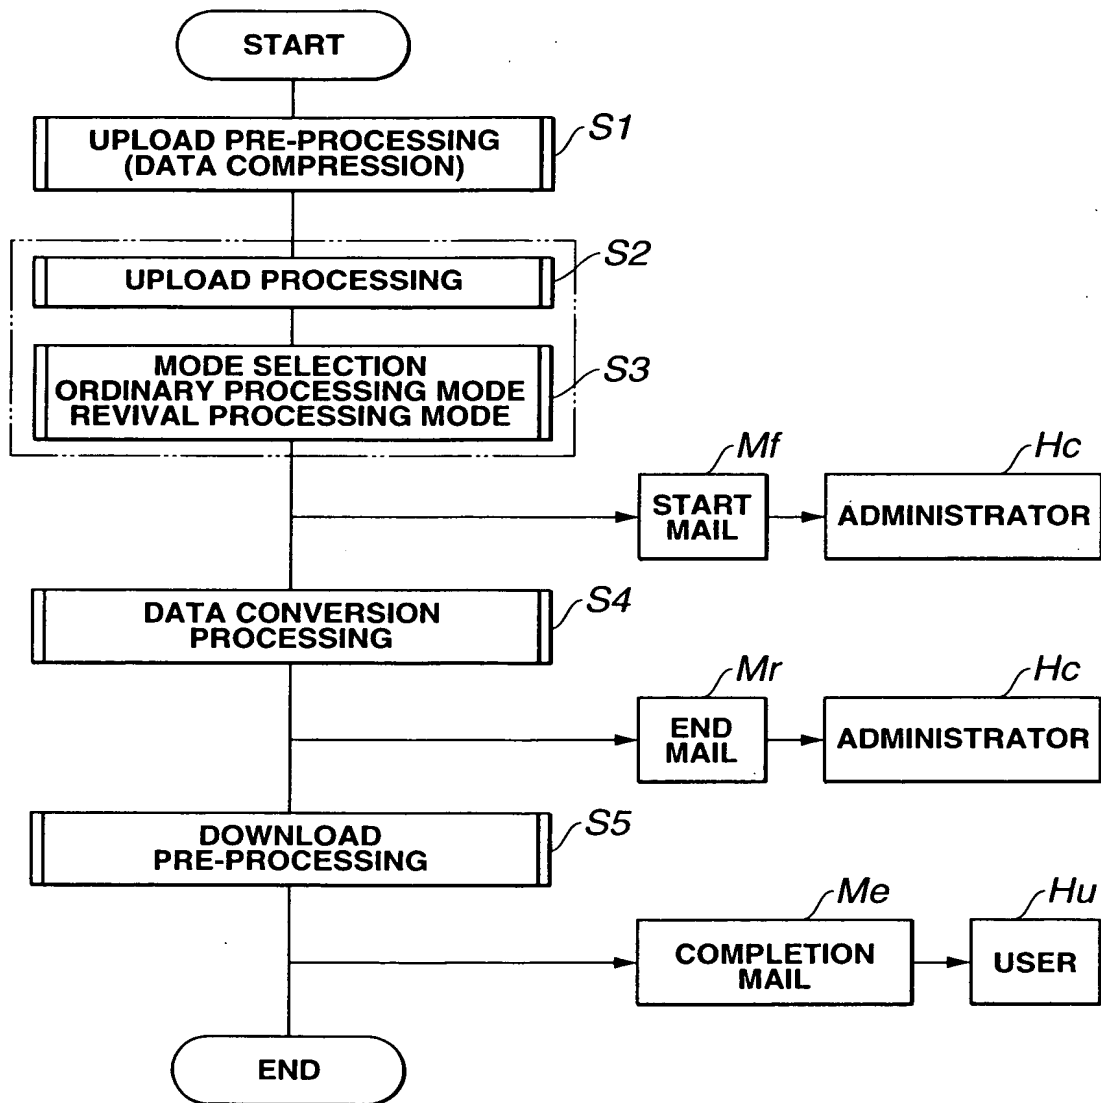 START
UPLOAD PRE-PROCESSING
(DATA COMPRESSION)
S1
UPLOAD PROCESSING
S2
MODE SELECTION
ORDINARY PROCESSING MODE
REVIVAL PROCESSING MODE
S3
Mf
START
MAIL
Hc
ADMINISTRATOR
DATA CONVERSION
PROCESSING
S4
Mr
END
MAIL
Hc
ADMINISTRATOR
DOWNLOAD
PRE-PROCESSING
S5
Me
COMPLETION
MAIL
Hu
USER
END